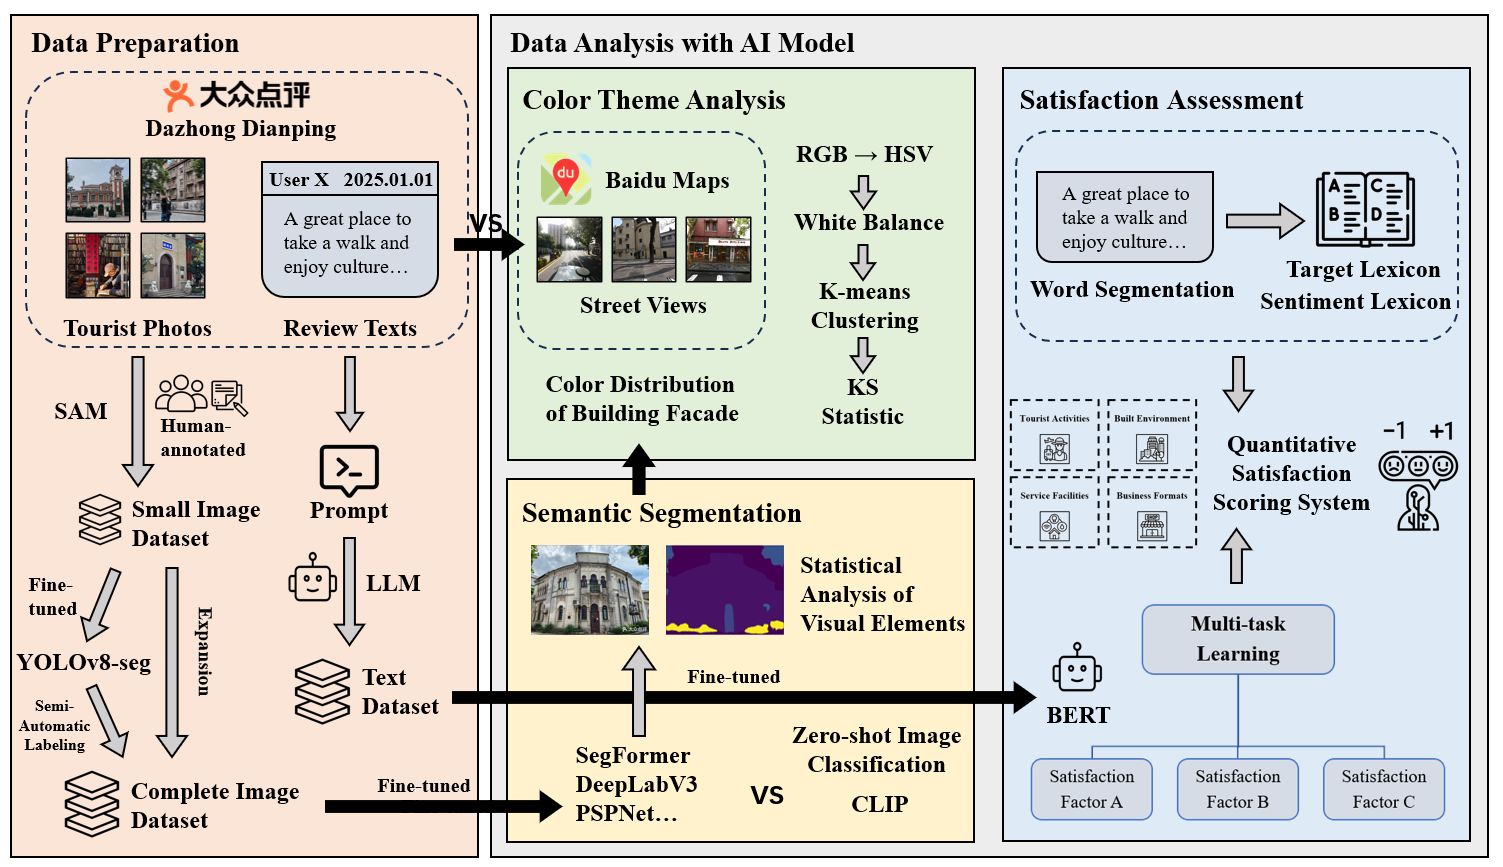 Data Preparation
大众点评
Dazhong Dianping
User X 2025.01.01
A great place to
take a walk and
enjoy culture…
Tourist Photos
Review Texts
SAM
Human-
annotated
Small Image
Dataset
Prompt
Fine-
tuned
Expansion
LLM
YOLOv8-seg
Semi-
Automatic
Labeling
Text
Dataset
Complete Image
Dataset
VS
Fine-tuned
Data Analysis with AI Model
Color Theme Analysis
du
Baidu Maps
Street Views
RGB → HSV
White Balance
K-means
Clustering
KS
Statistic
Color Distribution
of Building Facade
Semantic Segmentation
大众点评
Statistical
Analysis of
Visual Elements
Fine-tuned
SegFormer
DeepLabV3
PSPNet…
VS
Zero-shot Image
Classification
CLIP
Satisfaction Assessment
A great place to
take a walk and
enjoy culture…
Word Segmentation
A C
B D
Target Lexicon
Sentiment Lexicon
Tourist Activities
Built Environment
Service Facilities
Business Formats
SHOP
Quantitative
Satisfaction
Scoring System
−1 +1
Multi-task
Learning
BERT
Satisfaction
Factor A
Satisfaction
Factor B
Satisfaction
Factor C